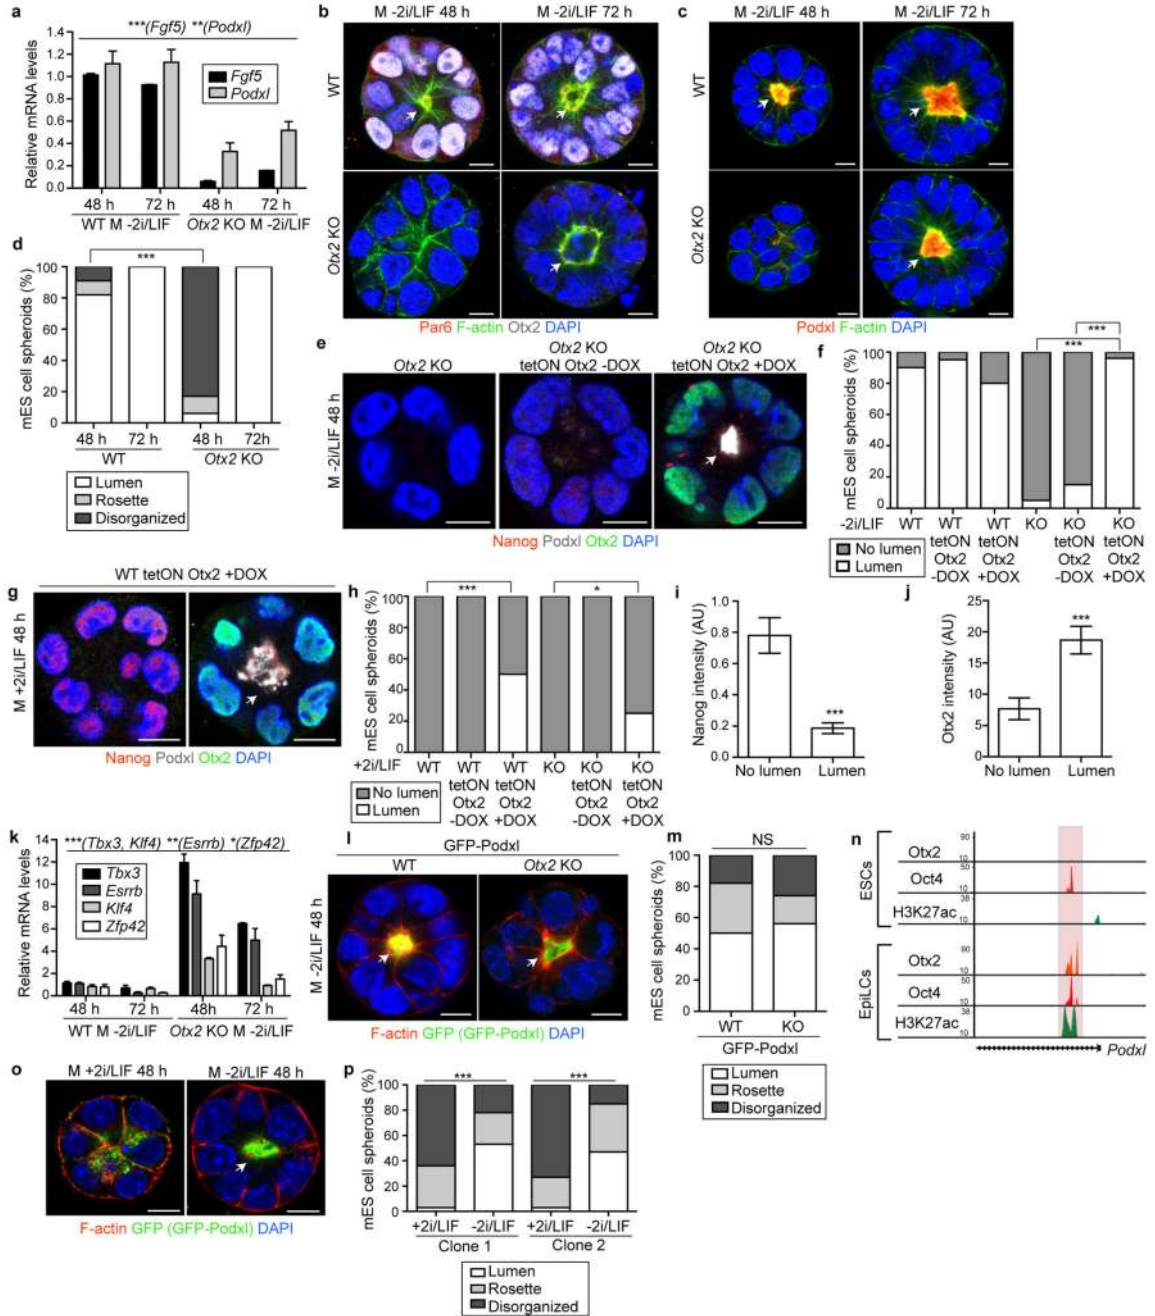 a
***(Fgf5) **(Podxl)
Relative mRNA levels
1.4
1.2
1.0
0.8
0.6
0.4
0.2
0.0
Fgf5
Podxl
48 h 72 h 48 h 72 h
WT M -2i/LIF Otx2 KO M -2i/LIF
b
M -2i/LIF 48 h M -2i/LIF 72 h
WT
Otx2 KO
Par6 F-actin Otx2 DAPI
c
M -2i/LIF 48 h M -2i/LIF 72 h
WT
Otx2 KO
Podxl F-actin DAPI
d
***
mES cell spheroids (%)
100
80
60
40
20
0
48 h 72 h 48 h 72h
WT Otx2 KO
Lumen
Rosette
Disorganized
e
Otx2 KO
Otx2 KO
tetON Otx2 -DOX
Otx2 KO
tetON Otx2 +DOX
M -2i/LIF 48 h
Nanog Podxl Otx2 DAPI
f
***
***
mES cell spheroids (%)
100
80
60
40
20
0
-2i/LIF WT WT WT KO KO KO
tetON tetON tetON tetON
Otx2 Otx2 Otx2 Otx2
-DOX +DOX -DOX +DOX
No lumen
Lumen
g
WT tetON Otx2 +DOX
M +2i/LIF 48 h
Nanog Podxl Otx2 DAPI
h
*** *
mES cell spheroids (%)
100
80
60
40
20
0
+2i/LIF WT WT WT KO KO KO
tetON tetON tetON tetON
Otx2 Otx2 Otx2 Otx2
-DOX +DOX -DOX +DOX
No lumen
Lumen
i
Nanog intensity (AU)
1.0
0.8
0.6
0.4
0.2
0.0
***
No lumen Lumen
j
Otx2 intensity (AU)
25
20
15
10
5
0
***
No lumen Lumen
k
***(Tbx3, Klf4) **(Esrrb) *(Zfp42)
Relative mRNA levels
14
12
10
8
6
4
2
0
Tbx3
Esrrb
Klf4
Zfp42
48h 72 h 48h 72 h
WT M -2i/LIF Otx2 KO M -2i/LIF
l
GFP-Podxl
WT Otx2 KO
M -2i/LIF 48 h
F-actin GFP (GFP-Podxl) DAPI
m
NS
mES cell spheroids (%)
100
80
60
40
20
0
WT KO
GFP-Podxl
Lumen
Rosette
Disorganized
n
ESCs
Otx2 90 10
Oct4 50 10
H3K27ac 38 10
EpiLCs
Otx2 90 10
Oct4 50 10
H3K27ac 38 10
Podxl
o
M +2i/LIF 48 h M -2i/LIF 48 h
F-actin GFP (GFP-Podxl) DAPI
p
*** ***
mES cell spheroids (%)
100
80
60
40
20
0
+2i/LIF -2i/LIF +2i/LIF -2i/LIF
Clone 1 Clone 2
Lumen
Rosette
Disorganized